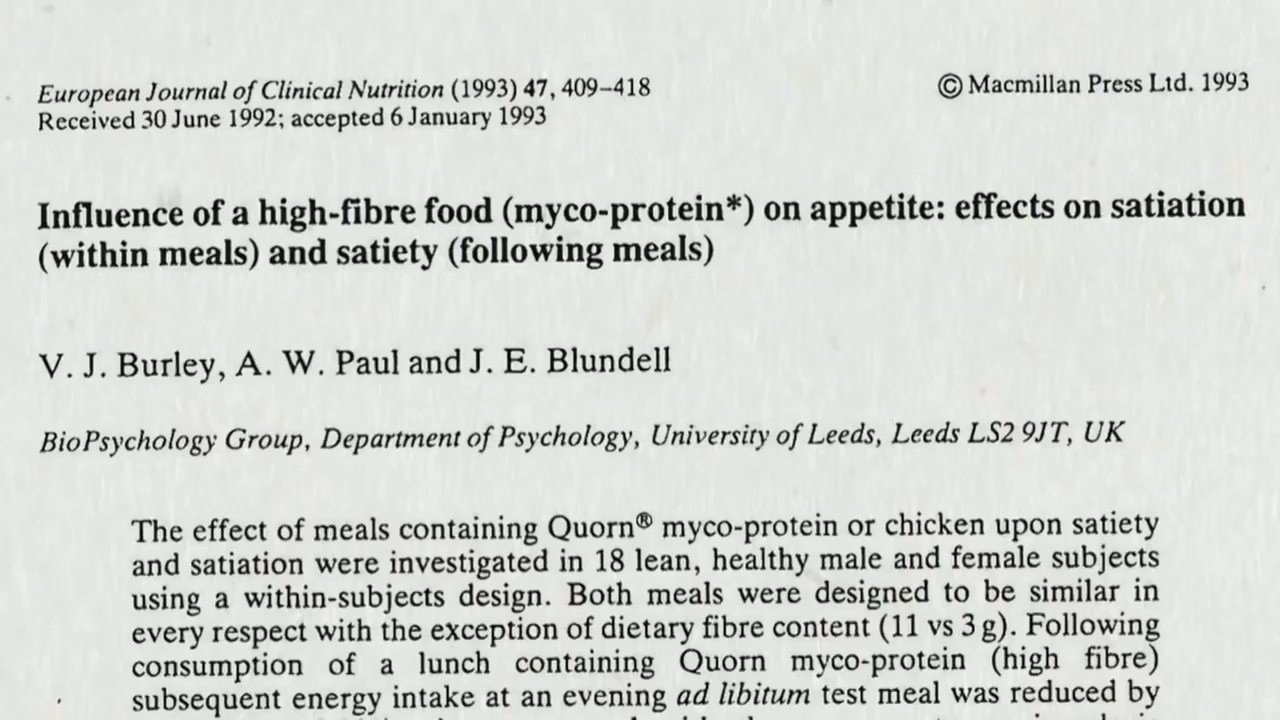 European Journal of Clinical Nutrition (1993) 47, 409–418
© Macmillan Press Ltd. 1993
Received 30 June 1992; accepted 6 January 1993
Influence of a high-fibre food (myco-protein*) on appetite: effects on satiation
(within meals) and satiety (following meals)
V. J. Burley, A. W. Paul and J. E. Blundell
BioPsychology Group, Department of Psychology, University of Leeds, Leeds LS2 9JT, UK
The effect of meals containing Quorn® myco-protein or chicken upon satiety
and satiation were investigated in 18 lean, healthy male and female subjects
using a within-subjects design. Both meals were designed to be similar in
every respect with the exception of dietary fibre content (11 vs 3 g). Following
consumption of a lunch containing Quorn myco-protein (high fibre)
subsequent energy intake at an evening ad libitum test meal was reduced by